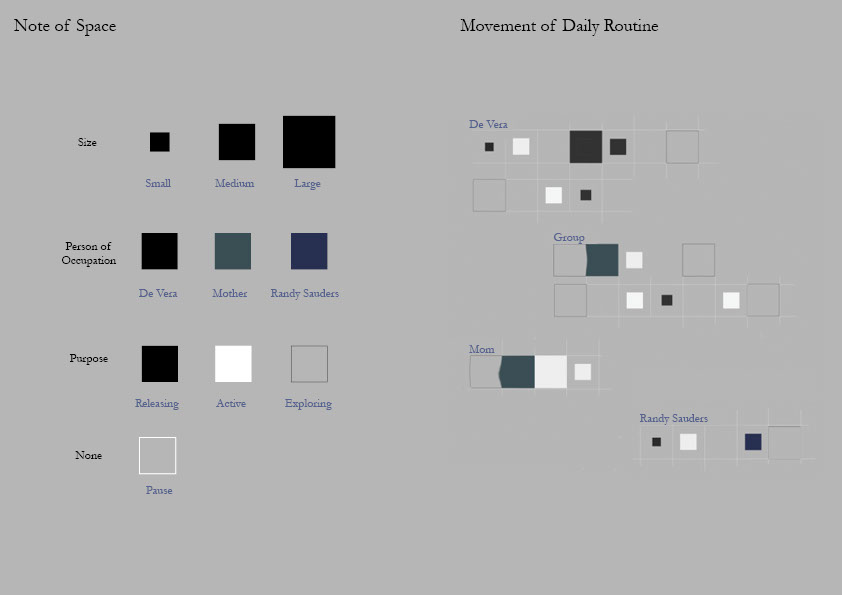 Note of Space
Size
Small
Medium
Large
Person of
Occupation
De Vera
Mother
Randy Sauders
Purpose
Releasing
Active
Exploring
None
Pause
Movement of Daily Routine
De Vera
Group
Mom
Randy Sauders